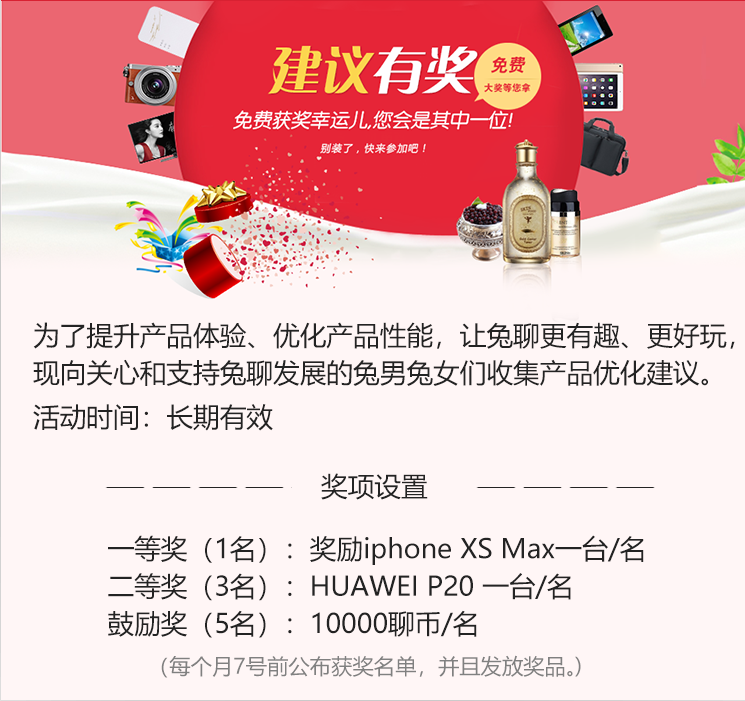 建议有奖
免费
大奖等您拿
免费获奖幸运儿,您会是其中一位!
别装了，快来参加吧！
为了提升产品体验、优化产品性能，让兔聊更有趣、更好玩，
现向关心和支持兔聊发展的兔男兔女们收集产品优化建议。
活动时间：长期有效
奖项设置
一等奖（1名）：奖励iphone XS Max一台/名
二等奖（3名）：HUAWEI P20 一台/名
鼓励奖（5名）：10000聊币/名
（每个月7号前公布获奖名单，并且发放奖品。）